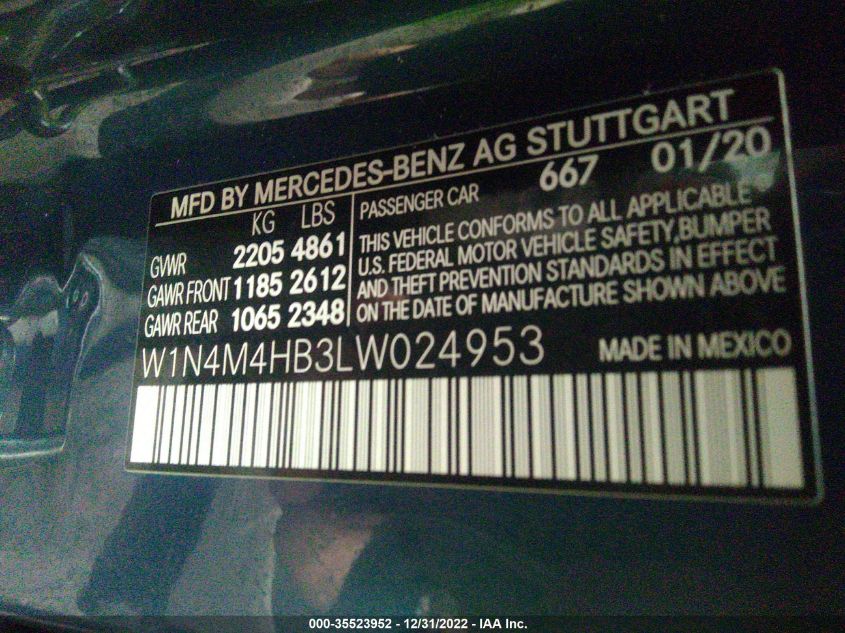 MFD BY MERCEDES-BENZ AG STUTTGART
KG LBS
GVWR 2205 4861
GAWR FRONT 1185 2612
GAWR REAR 1065 2348
PASSENGER CAR 667 01/20
THIS VEHICLE CONFORMS TO ALL APPLICABLE
U.S. FEDERAL MOTOR VEHICLE SAFETY,BUMPER
AND THEFT PREVENTION STANDARDS IN EFFECT
ON THE DATE OF MANUFACTURE SHOWN ABOVE
W1N4M4HB3LW024953 MADE IN MEXICO
000-35523952 - 12/31/2022 - IAA Inc.